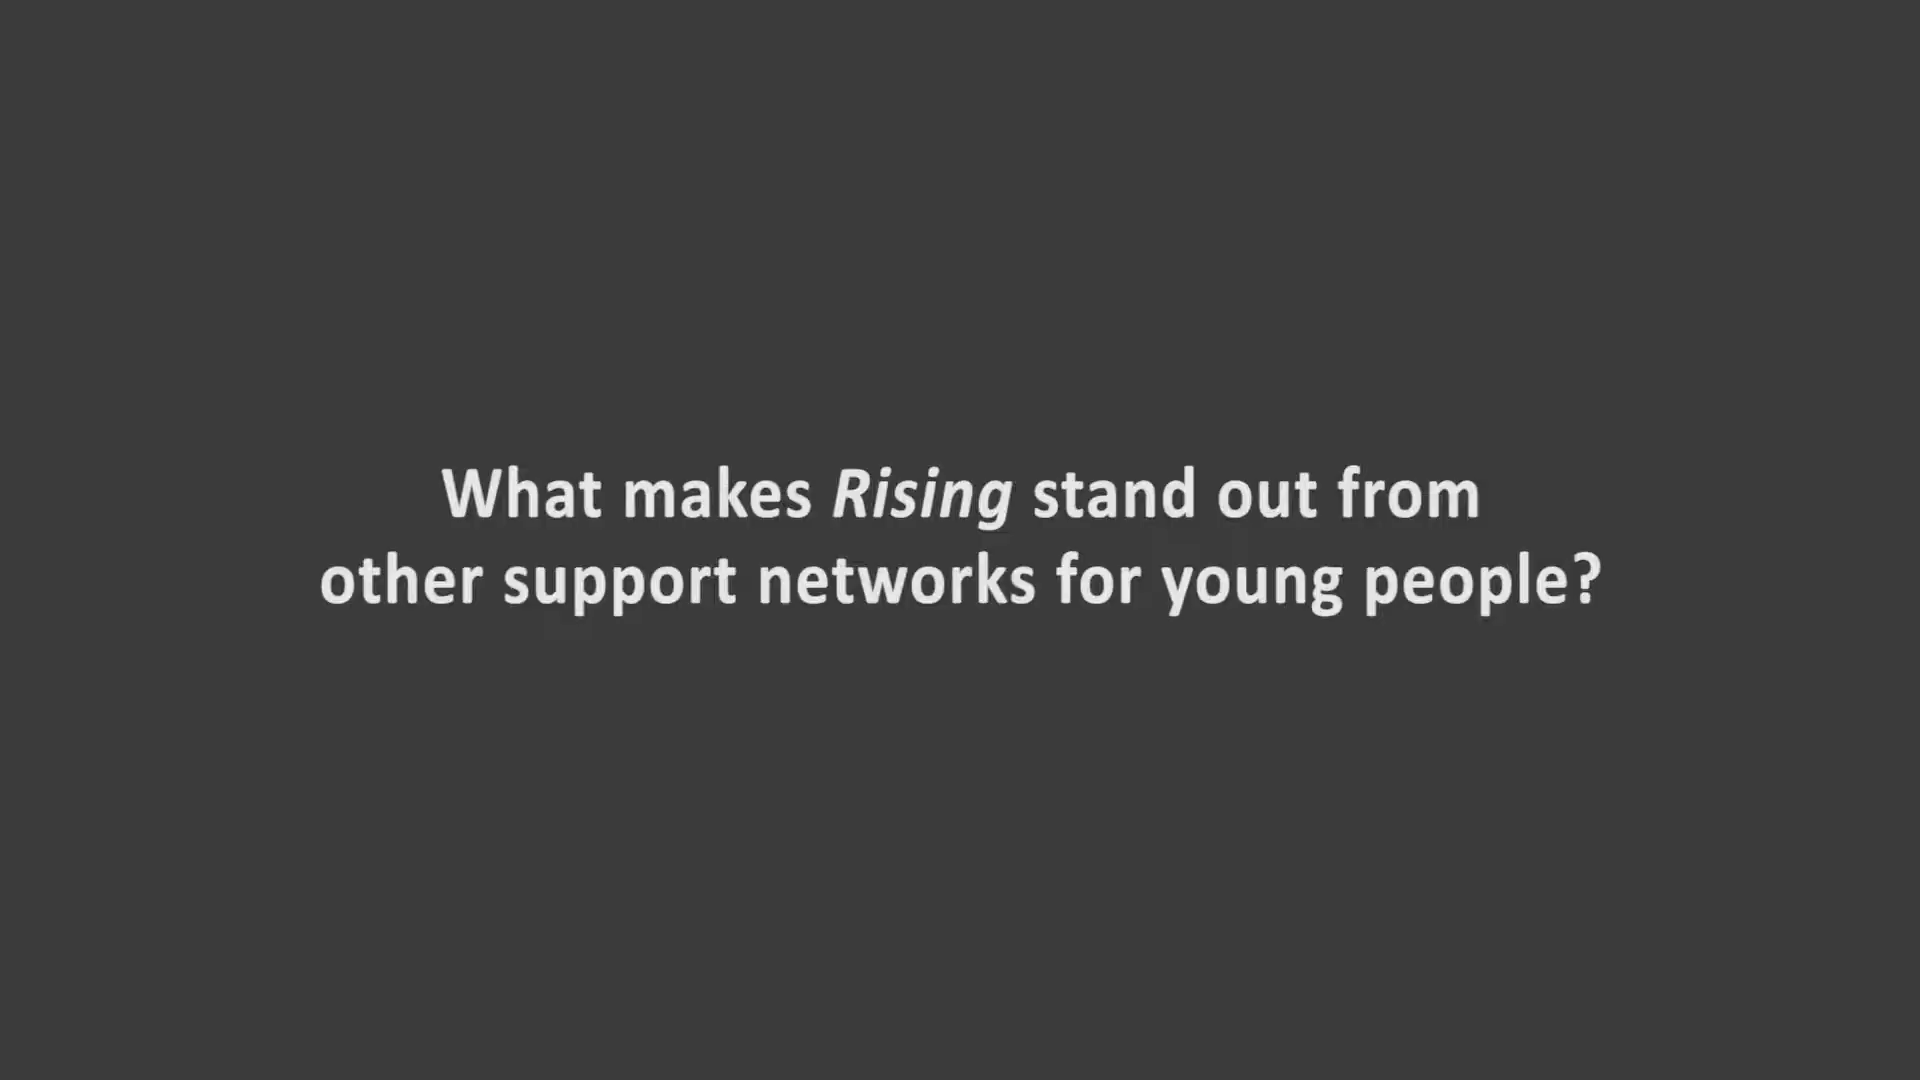 What makes Rising stand out from
other support networks for young people?